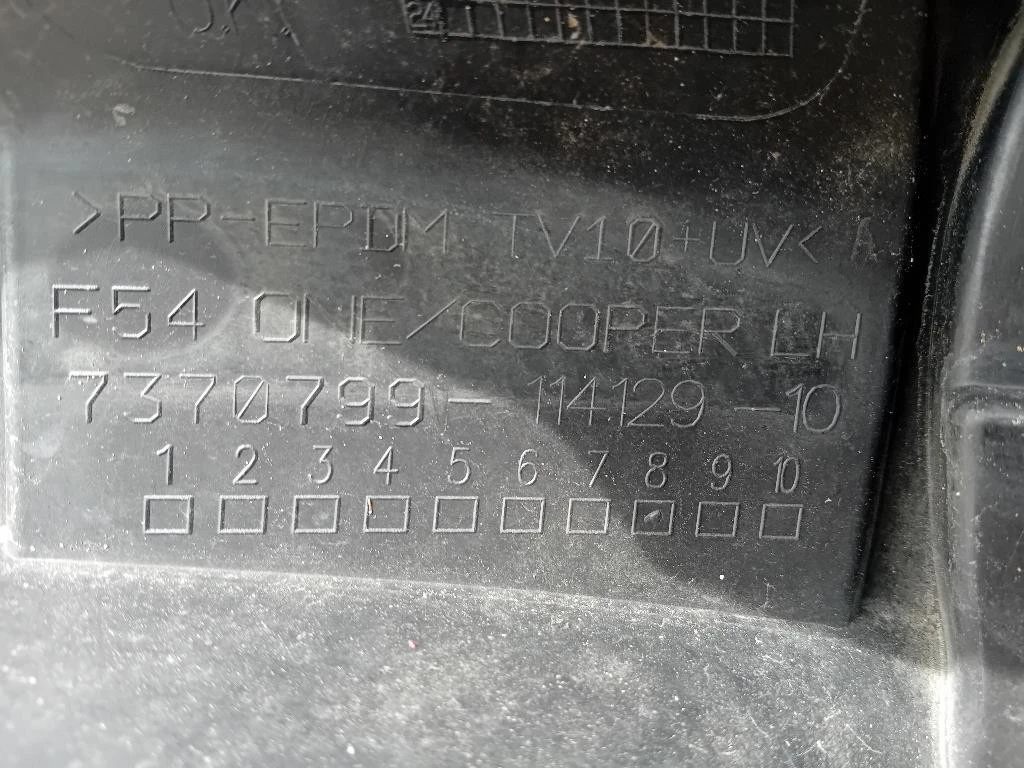 24
>PP-EPDM TV10+UV< A
F54 ONE/COOPER LH
7370799-114129-10
1 2 3 4 5 6 7 8 9 10